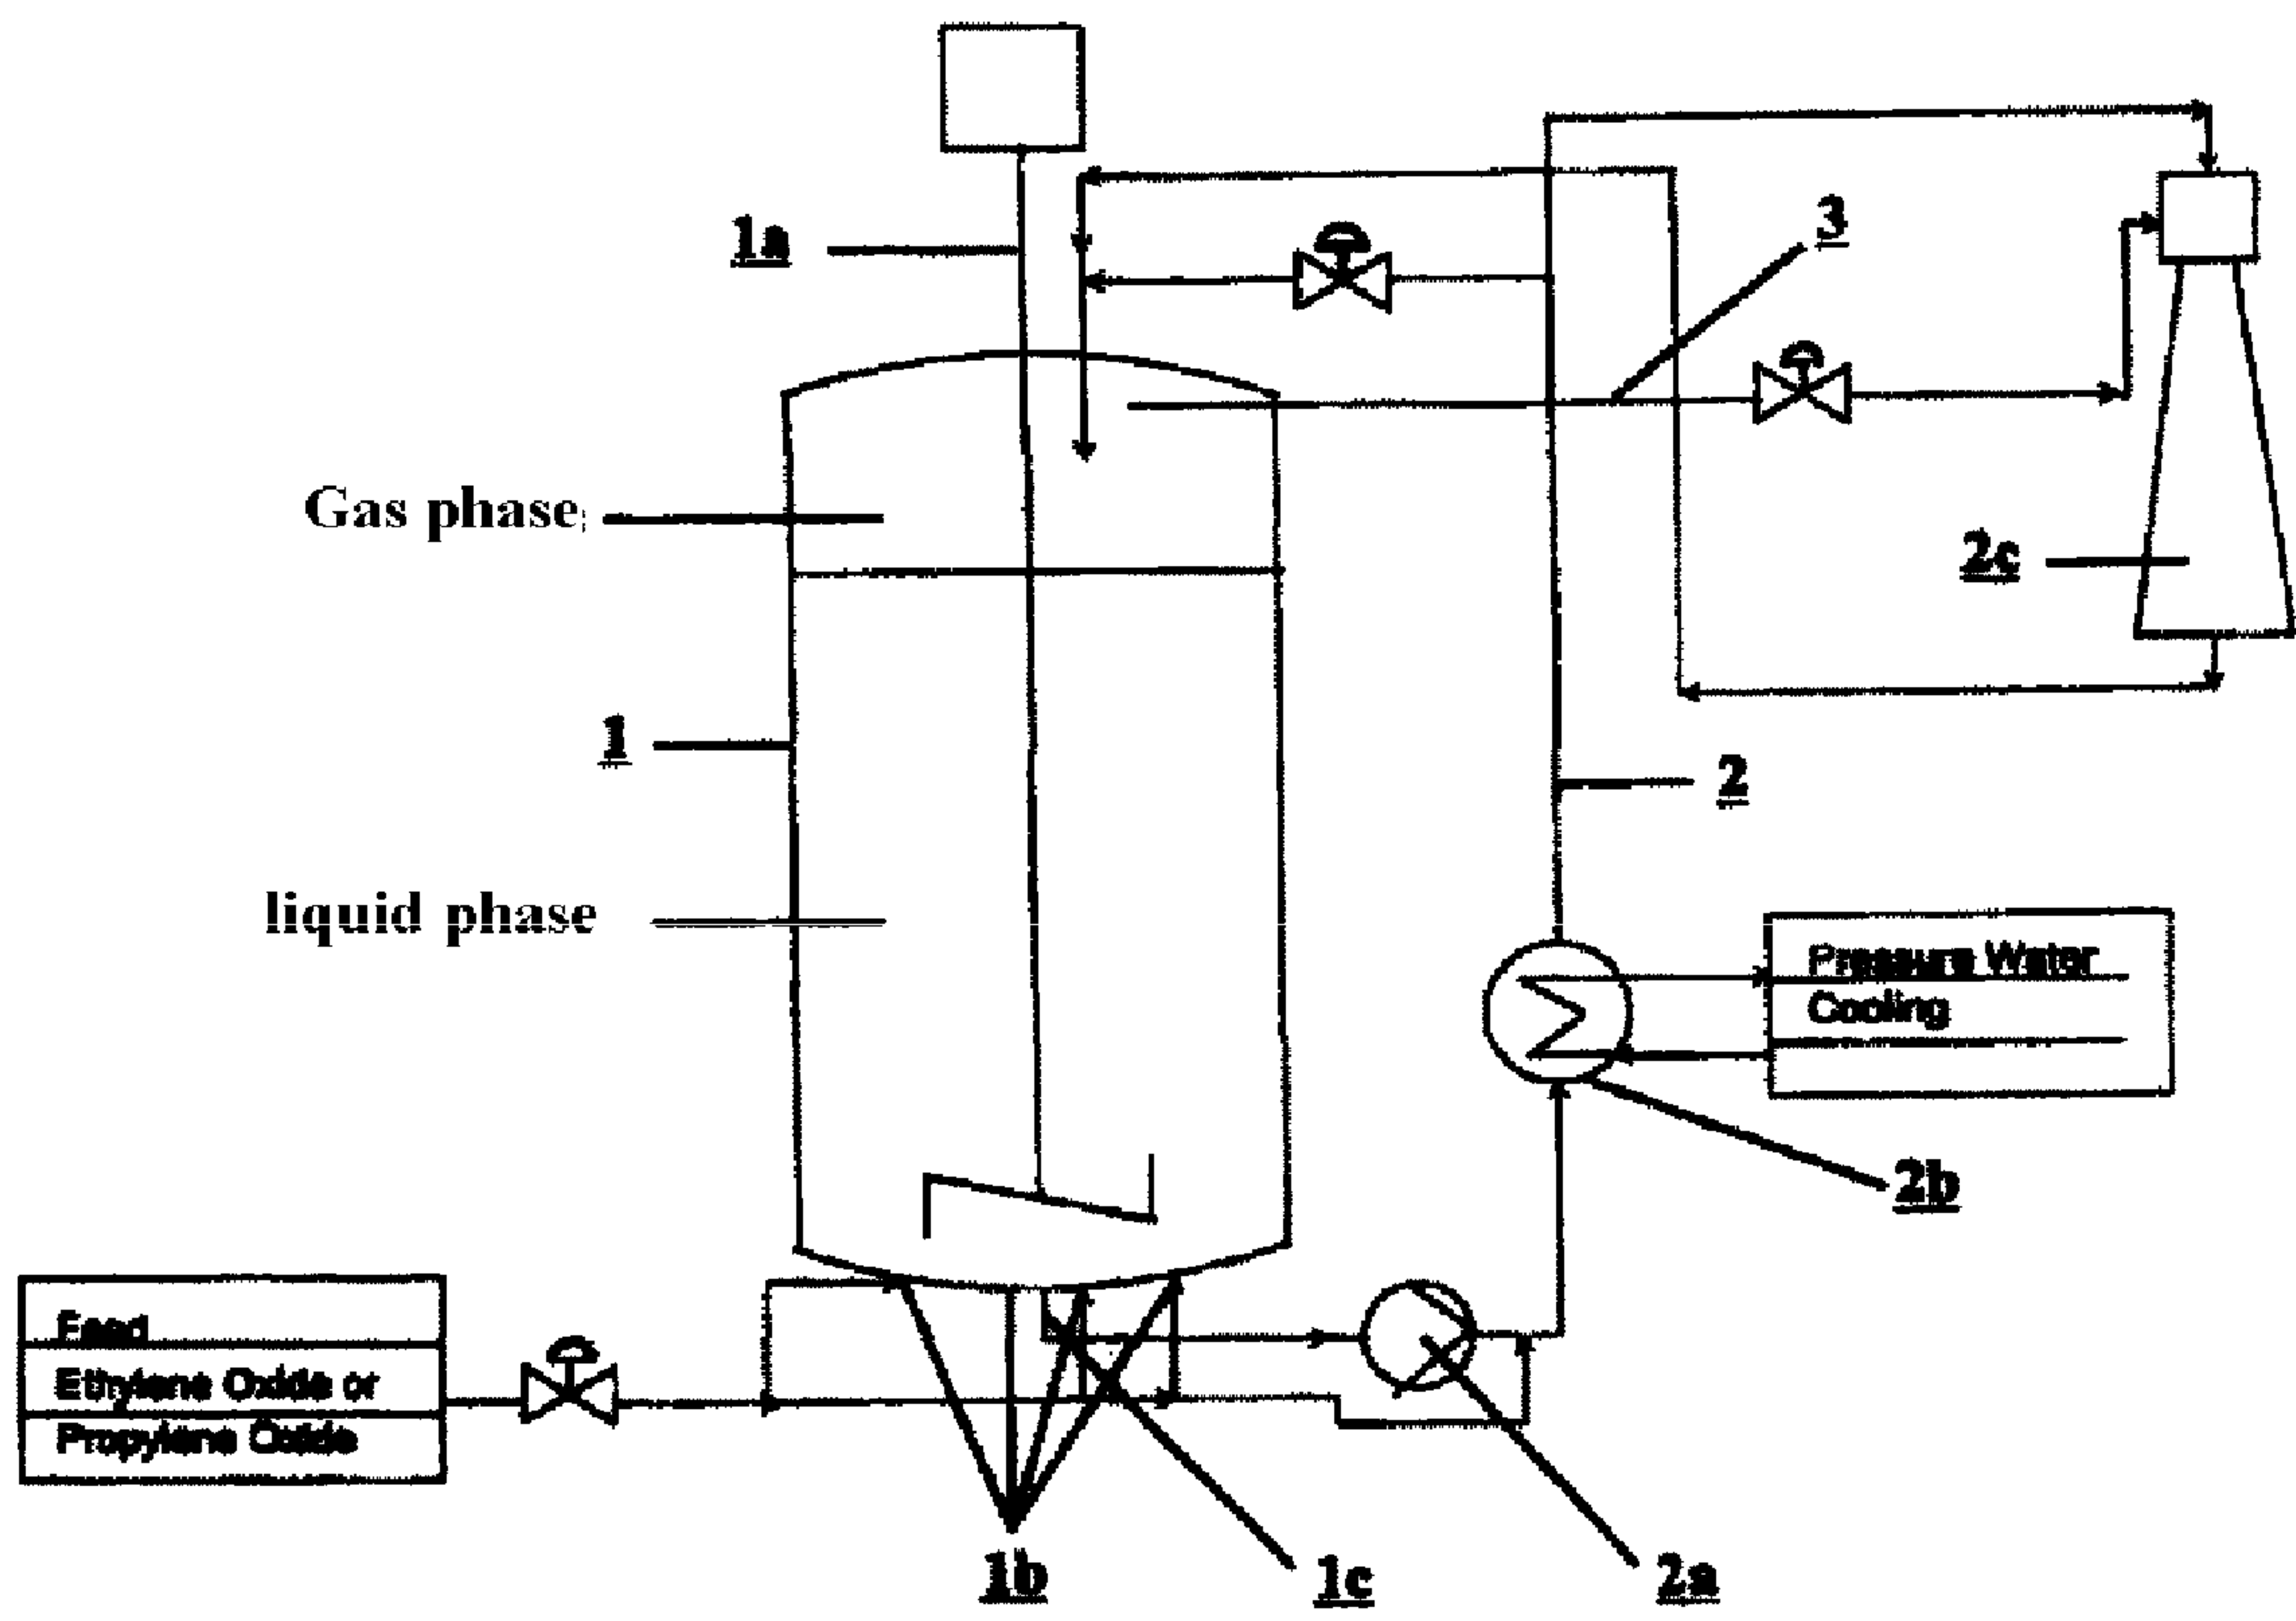 1a
3
Gas phase
2c
1
2
liquid phase
Pressure Water
Cooling
2b
Feed
Ethylene Oxide or
Propylene Oxide
1b
1c
2a